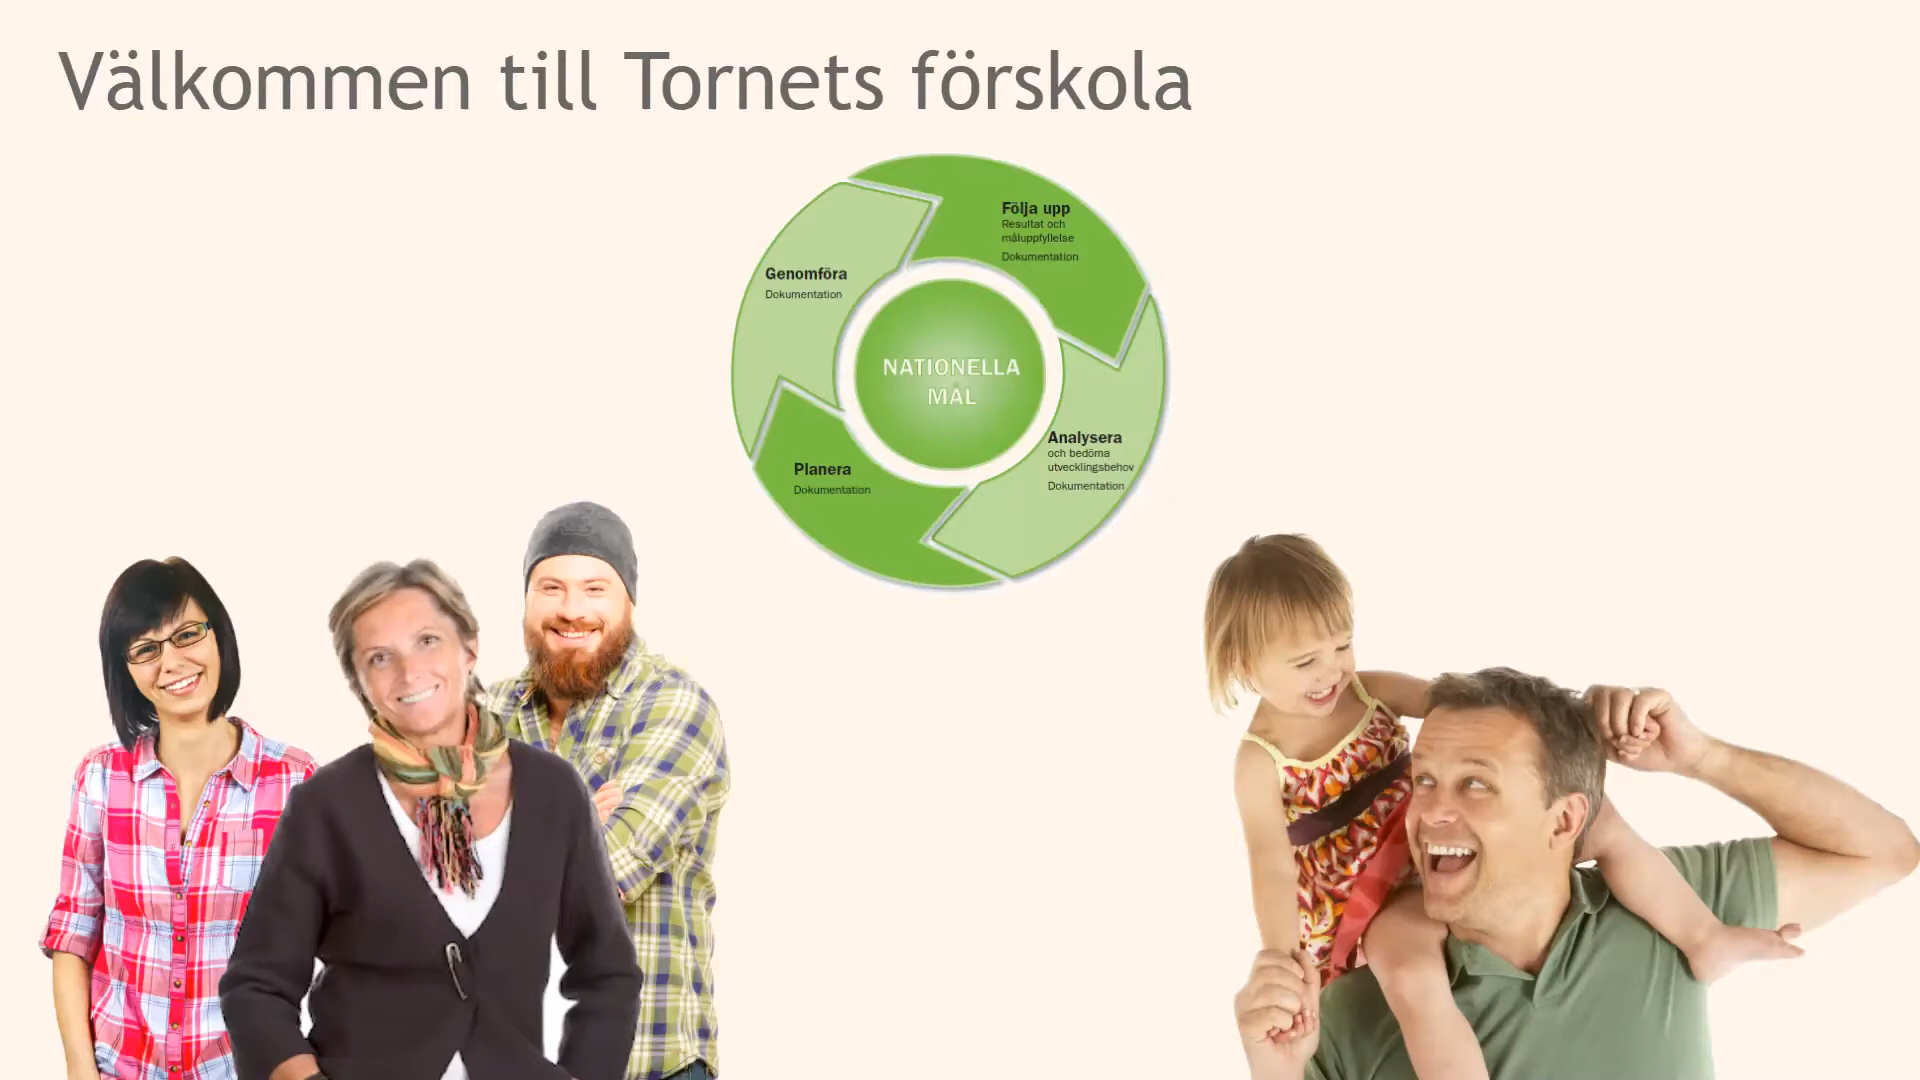 Välkommen till Tornets förskola
Följa upp
Resultat och
måluppfyllelse
Dokumentation
Genomföra
Dokumentation
NATIONELLA
MÅL
Analysera
och bedöma
utvecklingsbehov
Dokumentation
Planera
Dokumentation